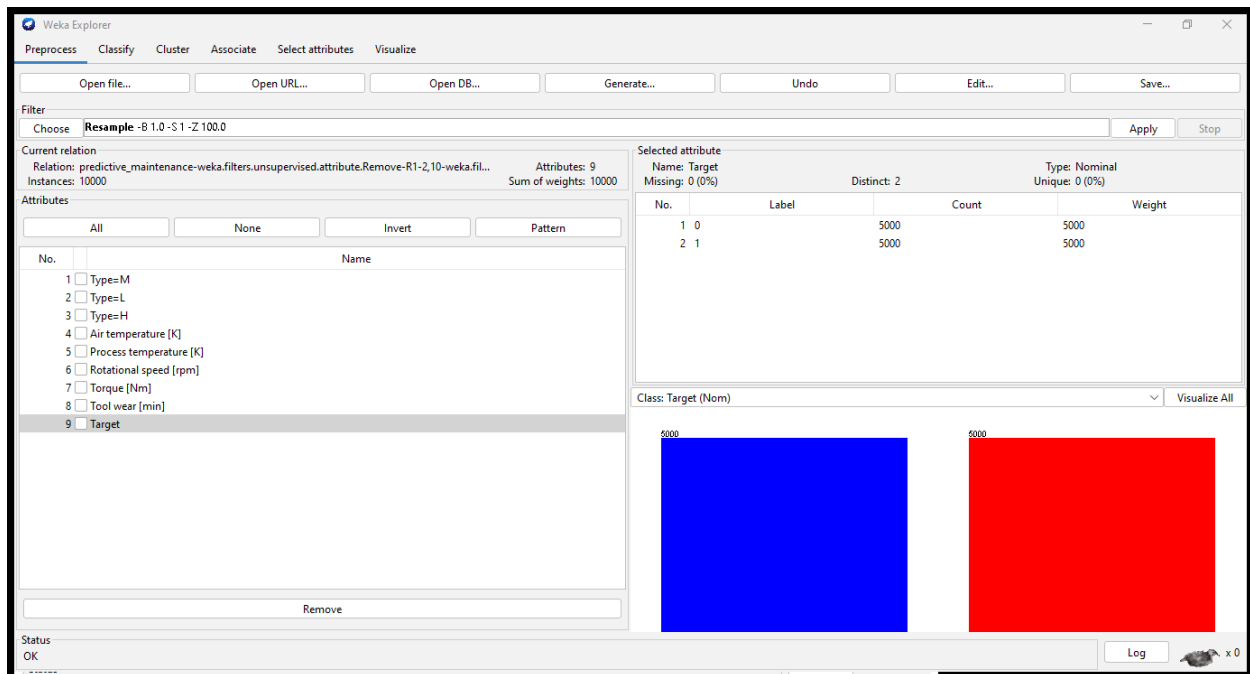 Weka Explorer
Preprocess Classify Cluster Associate Select attributes Visualize
Open file... Open URL... Open DB... Generate... Undo Edit... Save...
Filter
Choose Resample -B 1.0 -S 1 -Z 100.0 Apply Stop
Current relation
Relation: predictive_maintenance-weka.filters.unsupervised.attribute.Remove-R1-2,10-weka.fil... Attributes: 9
Instances: 10000 Sum of weights: 10000
Attributes
All None Invert Pattern
No. Name
1 Type=M
2 Type=L
3 Type=H
4 Air temperature [K]
5 Process temperature [K]
6 Rotational speed [rpm]
7 Torque [Nm]
8 Tool wear [min]
9 Target
Remove
Selected attribute
Name: Target Type: Nominal
Missing: 0 (0%) Distinct: 2 Unique: 0 (0%)
No. Label Count Weight
1 0 5000 5000
2 1 5000 5000
Class: Target (Nom) Visualize All
5000 5000
Status
OK
Log x 0